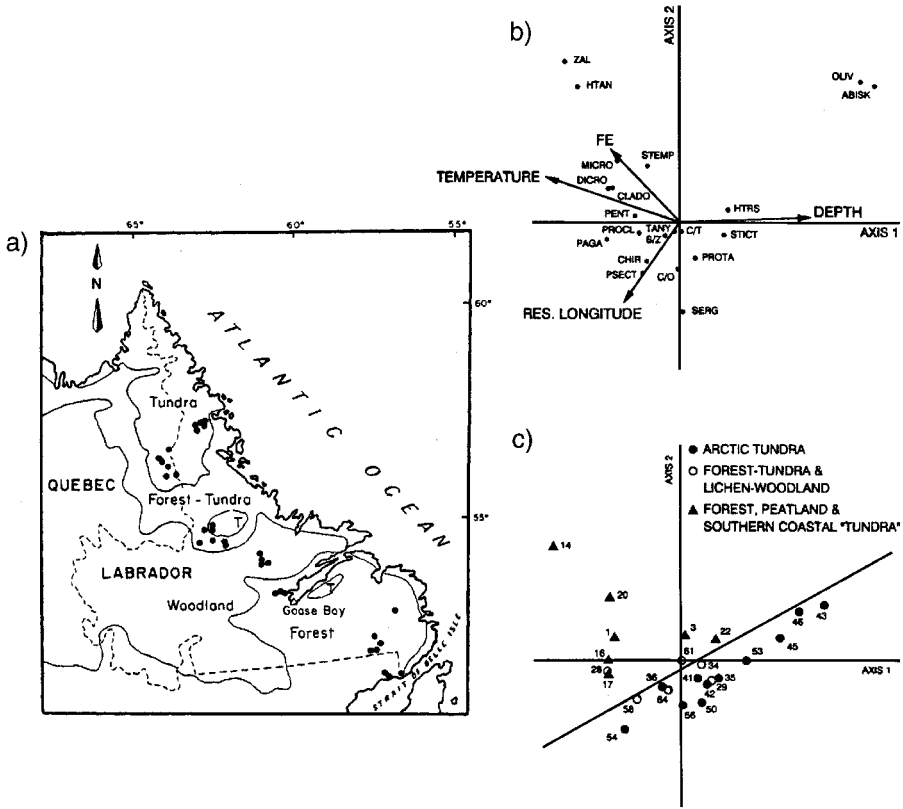 a)
65°
60°
55°
N
60°
55°
ATLANTIC OCEAN
Tundra
QUEBEC
Forest - Tundra
T
LABRADOR
Woodland
Goose Bay
T
Forest
STRAIT OF BELLE ISLE
b)
AXIS 2
ZAL
HTAN
OLIV
ABISK
FE
STEMP
MICRO
TEMPERATURE
DICRO
CLADO
PENT
HTRS
DEPTH
PROCL
TANY
C/T
AXIS 1
PAGA
S/Z
STICT
CHIR
PROTA
PSECT
C/O
RES. LONGITUDE
SERG
c)
AXIS 2
ARCTIC TUNDRA
FOREST-TUNDRA &
LICHEN-WOODLAND
FOREST, PEATLAND &
SOUTHERN COASTAL "TUNDRA"
14
20
46
43
1
3
22
45
16
61
53
28
34
AXIS 1
17
36
41
35
42
29
58
64
56
50
54